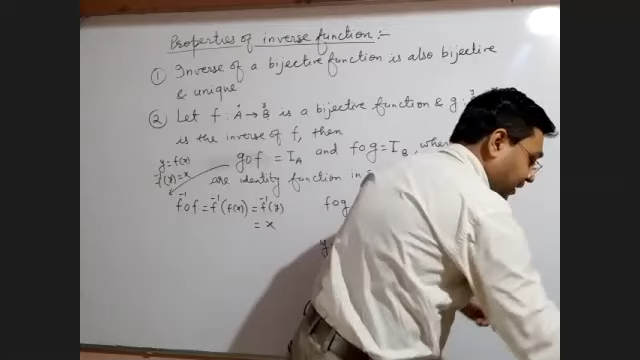 Properties of inverse function :-
① Inverse of a bijective function is also bijective
& unique
② Let f : A → B is a bijective function & g :
is the inverse of f, then
y = f(x)
gof = I_A and fog = I_B, wher
f⁻¹(y) = x
are identity function in
f⁻¹of = f⁻¹(f(x)) = f⁻¹(y)
= x
fog
y